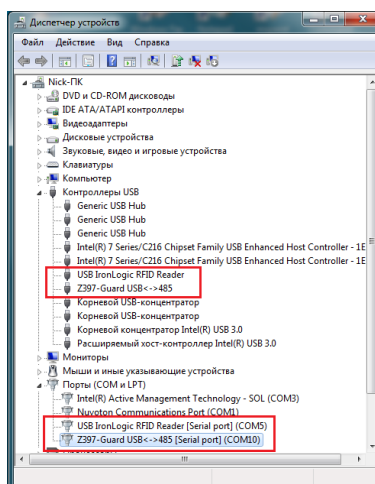 Диспетчер устройств
Файл Действие Вид Справка
Nick-ПК
DVD и CD-ROM дисководы
IDE ATA/ATAPI контроллеры
Видеоадаптеры
Дисковые устройства
Звуковые, видео и игровые устройства
Клавиатуры
Компьютер
Контроллеры USB
Generic USB Hub
Generic USB Hub
Generic USB Hub
Intel(R) 7 Series/C216 Chipset Family USB Enhanced Host Controller - 1E
Intel(R) 7 Series/C216 Chipset Family USB Enhanced Host Controller - 1E
USB IronLogic RFID Reader
Z397-Guard USB<->485
Корневой USB-концентратор
Корневой USB-концентратор
Корневой концентратор Intel(R) USB 3.0
Расширяемый хост-контроллер Intel(R) USB 3.0
Мониторы
Мыши и иные указывающие устройства
Порты (COM и LPT)
Intel(R) Active Management Technology - SOL (COM3)
Nuvoton Communications Port (COM1)
USB IronLogic RFID Reader [Serial port] (COM5)
Z397-Guard USB<->485 [Serial port] (COM10)